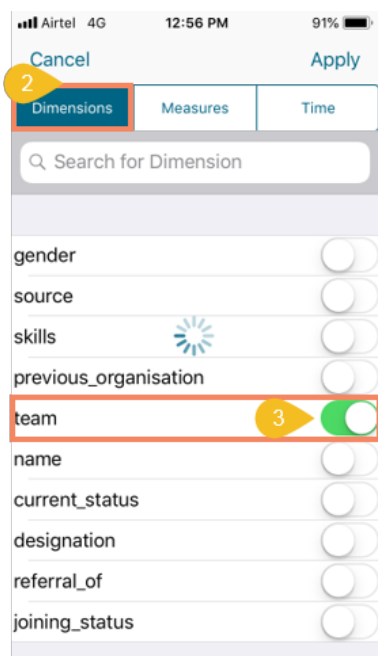 Airtel 4G 12:56 PM 91%
Cancel Apply
2
Dimensions Measures Time
Search for Dimension
gender
source
skills
previous_organisation
team 3
name
current_status
designation
referral_of
joining_status